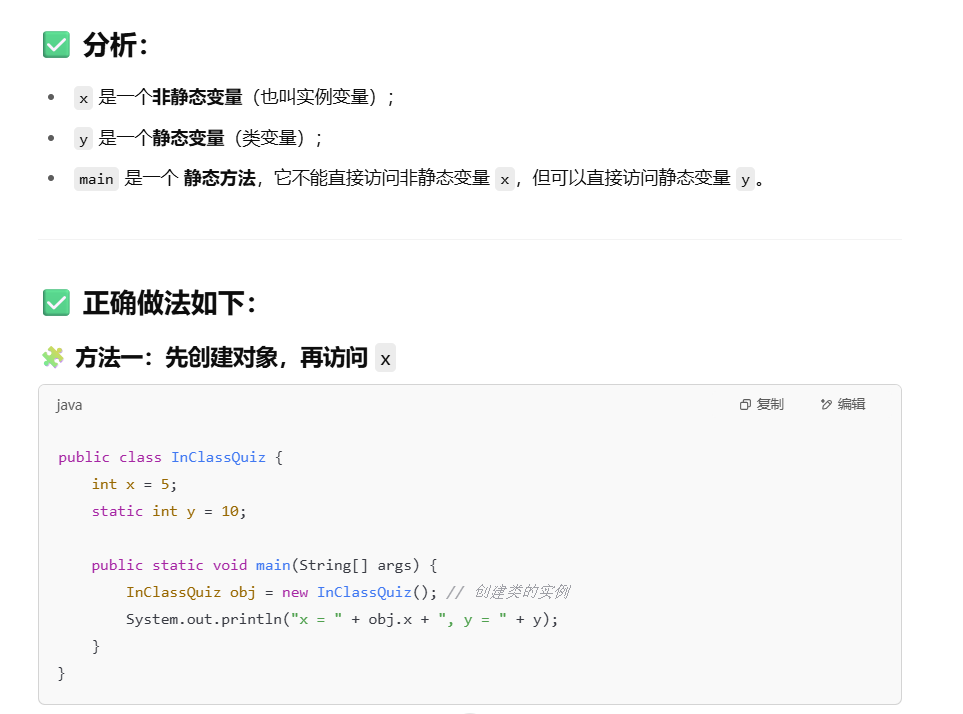 ✅ 分析：
• x 是一个非静态变量（也叫实例变量）;
• y 是一个静态变量（类变量）;
• main 是一个 静态方法，它不能直接访问非静态变量 x，但可以直接访问静态变量 y。
✅ 正确做法如下：
🧩 方法一：先创建对象，再访问 x
java 复制 编辑
public class InClassQuiz {
    int x = 5;
    static int y = 10;
    public static void main(String[] args) {
        InClassQuiz obj = new InClassQuiz(); // 创建类的实例
        System.out.println("x = " + obj.x + ", y = " + y);
    }
}